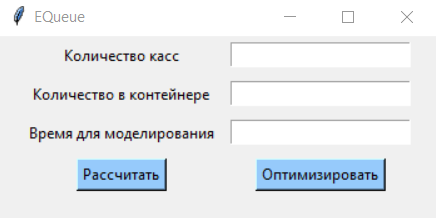 EQueue
Количество касс
Количество в контейнере
Время для моделирования
Рассчитать Оптимизировать